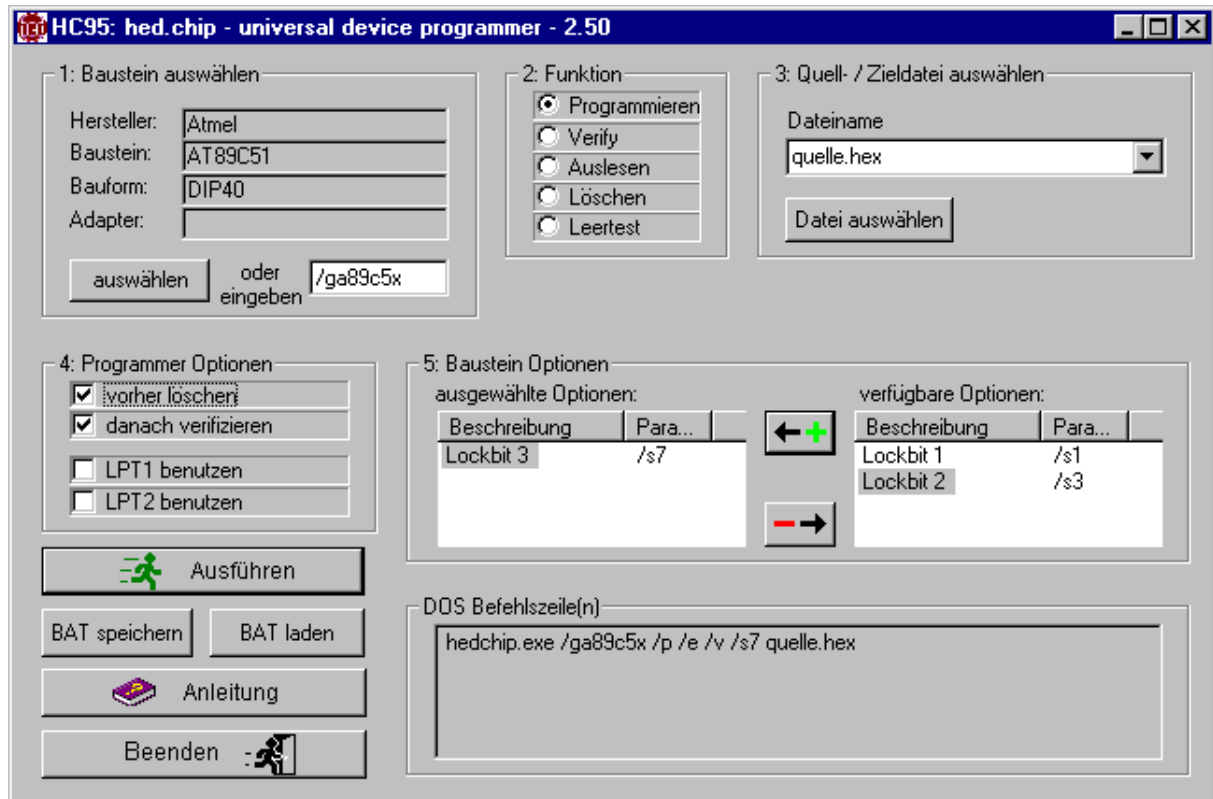 HC95: hed.chip - universal device programmer - 2.50
1: Baustein auswählen
Hersteller: Atmel
Baustein: AT89C51
Bauform: DIP40
Adapter:
auswählen oder eingeben /ga89c5x
2: Funktion
Programmieren
Verify
Auslesen
Löschen
Leertest
3: Quell- / Zieldatei auswählen
Dateiname
quelle.hex
Datei auswählen
4: Programmer Optionen
vorher löschen
danach verifizieren
LPT1 benutzen
LPT2 benutzen
5: Baustein Optionen
ausgewählte Optionen:
Beschreibung Para...
Lockbit 3 /s7
verfügbare Optionen:
Beschreibung Para...
Lockbit 1 /s1
Lockbit 2 /s3
Ausführen
BAT speichern BAT laden
Anleitung
Beenden
DOS Befehlszeile(n)
hedchip.exe /ga89c5x /p /e /v /s7 quelle.hex